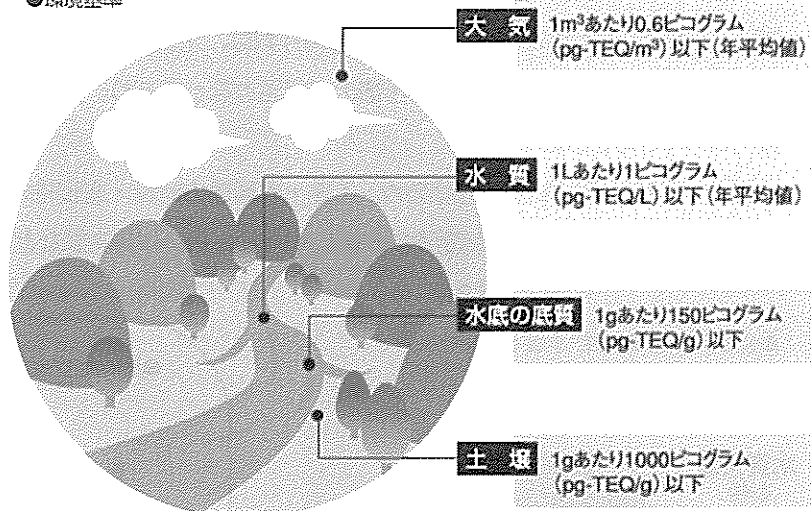 ●環境基準
大 気
1m³あたり0.6ピコグラム
(pg-TEQ/m³)以下(年平均値)
水 質
1Lあたり1ピコグラム
(pg-TEQ/L)以下(年平均値)
水底の底質
1gあたり150ピコグラム
(pg-TEQ/g)以下
土 壌
1gあたり1000ピコグラム
(pg-TEQ/g)以下